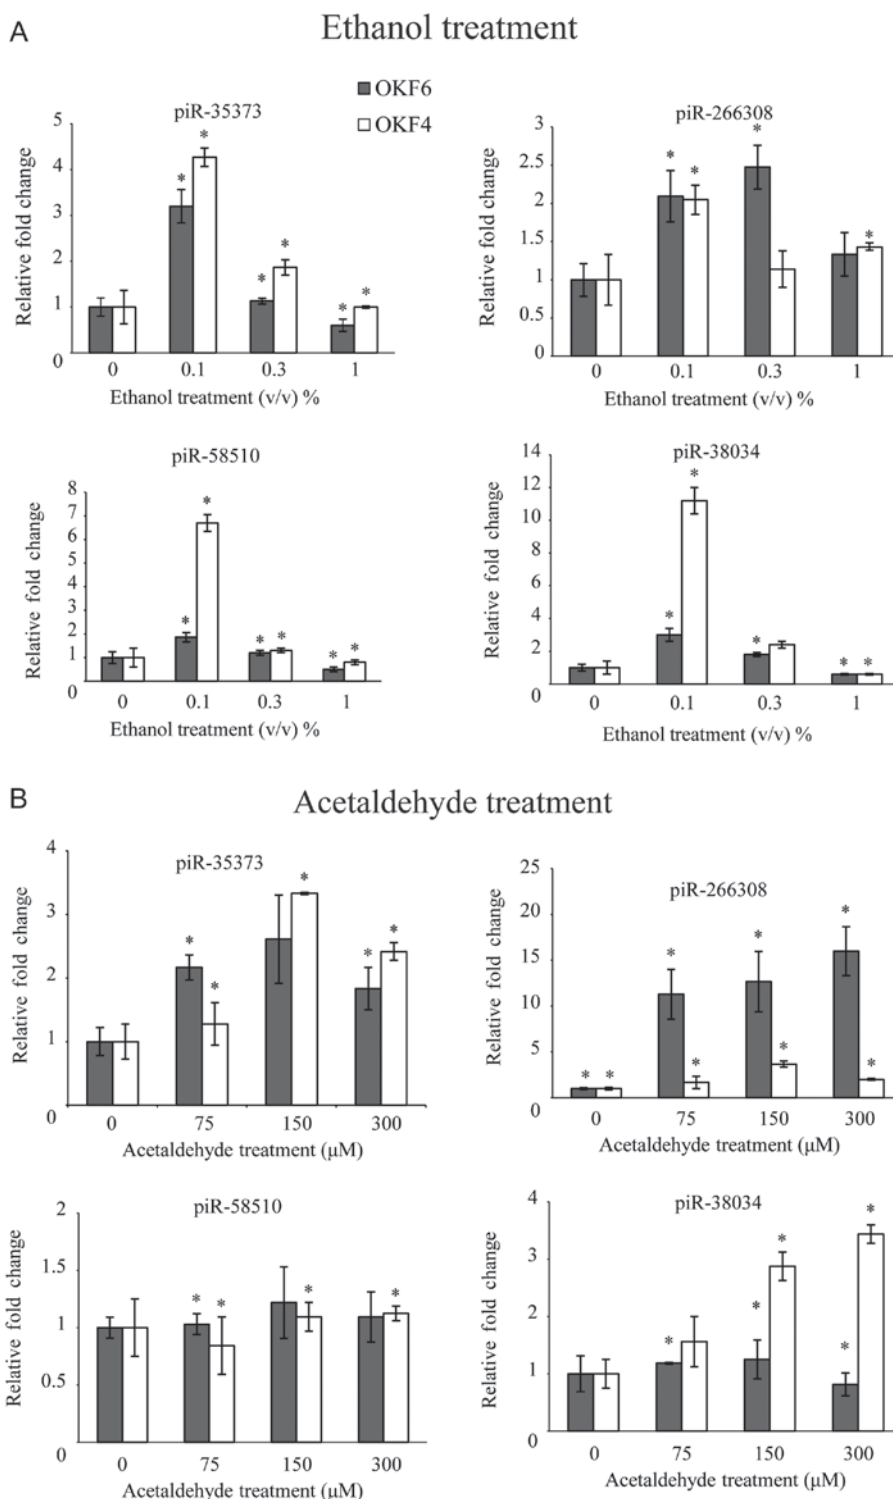 A
Ethanol treatment
OKF6
OKF4
piR-35373
Relative fold change
5
4
3
2
1
0
* * * * * *
0 0.1 0.3 1
Ethanol treatment (v/v) %
piR-266308
Relative fold change
3
2.5
2
1.5
1
0.5
0
* * * *
0 0.1 0.3 1
Ethanol treatment (v/v) %
piR-58510
Relative fold change
8
7
6
5
4
3
2
1
0
* * * * * *
0 0.1 0.3 1
Ethanol treatment (v/v) %
piR-38034
Relative fold change
14
12
10
8
6
4
2
0
* * * * *
0 0.1 0.3 1
Ethanol treatment (v/v) %
B
Acetaldehyde treatment
piR-35373
Relative fold change
4
3
2
1
0
* * * * *
0 75 150 300
Acetaldehyde treatment (μM)
piR-266308
Relative fold change
25
20
15
10
5
0
* * * * * * * *
0 75 150 300
Acetaldehyde treatment (μM)
piR-58510
Relative fold change
2
1.5
1
0.5
0
* * * *
0 75 150 300
Acetaldehyde treatment (μM)
piR-38034
Relative fold change
4
3
2
1
0
* * * * *
0 75 150 300
Acetaldehyde treatment (μM)